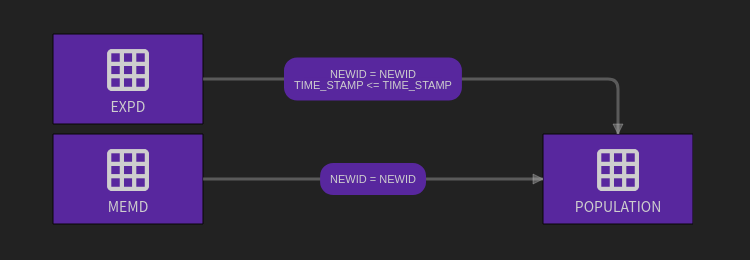 NEWID = NEWID
TIME_STAMP <= TIME_STAMP
EXPD
NEWID = NEWID
MEMD
POPULATION